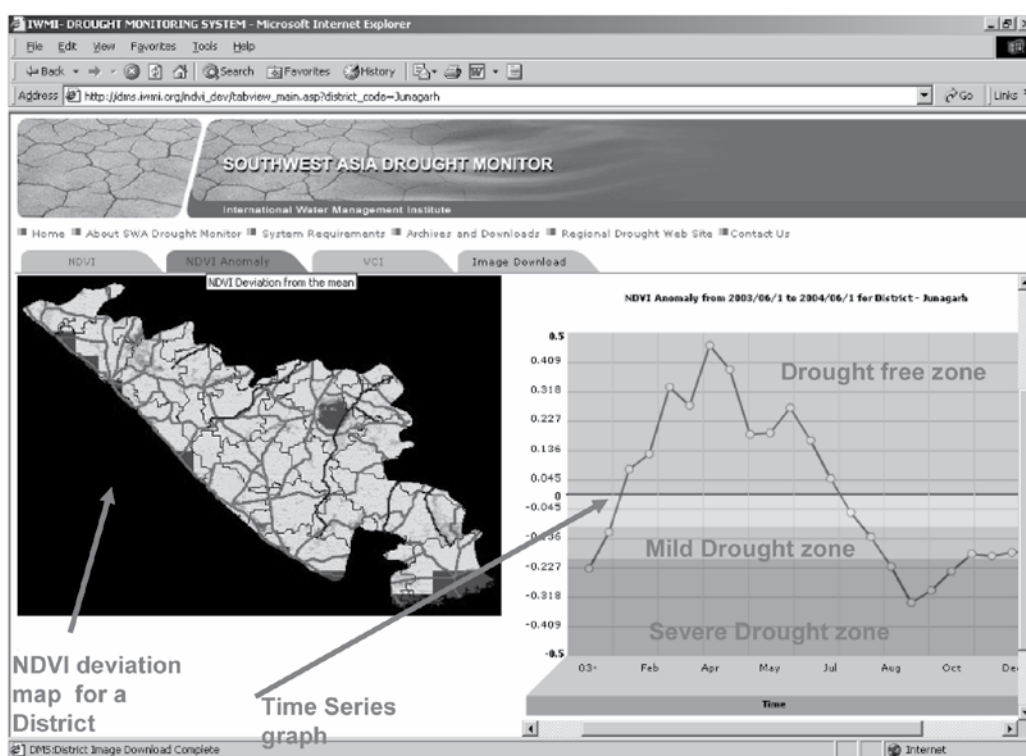 IWMI- DROUGHT MONITORING SYSTEM - Microsoft Internet Explorer
File Edit View Favorites Tools Help
Back Search Favorites History
Address http://dms.iwmi.org/ndvi_dev/tabview_main.asp?district_code=Junagarh Go Links
SOUTHWEST ASIA DROUGHT MONITOR
International Water Management Institute
Home About SWA Drought Monitor System Requirements Archives and Downloads Regional Drought Web Site Contact Us
NDVI NDVI Anomaly VCI Image Download
NDVI Deviation from the mean
NDVI Anomaly from 2003/06/1 to 2004/06/1 for District - Junagarh
0.5
0.409
Drought free zone
0.318
0.227
0.136
0.045
0
-0.045
-0.136
Mild Drought zone
-0.227
-0.318
-0.409
Severe Drought zone
-0.5
03- Feb Apr May Jul Aug Oct Dec
Time
NDVI deviation
map for a
District
Time Series
graph
DMS:District Image Download Complete Internet